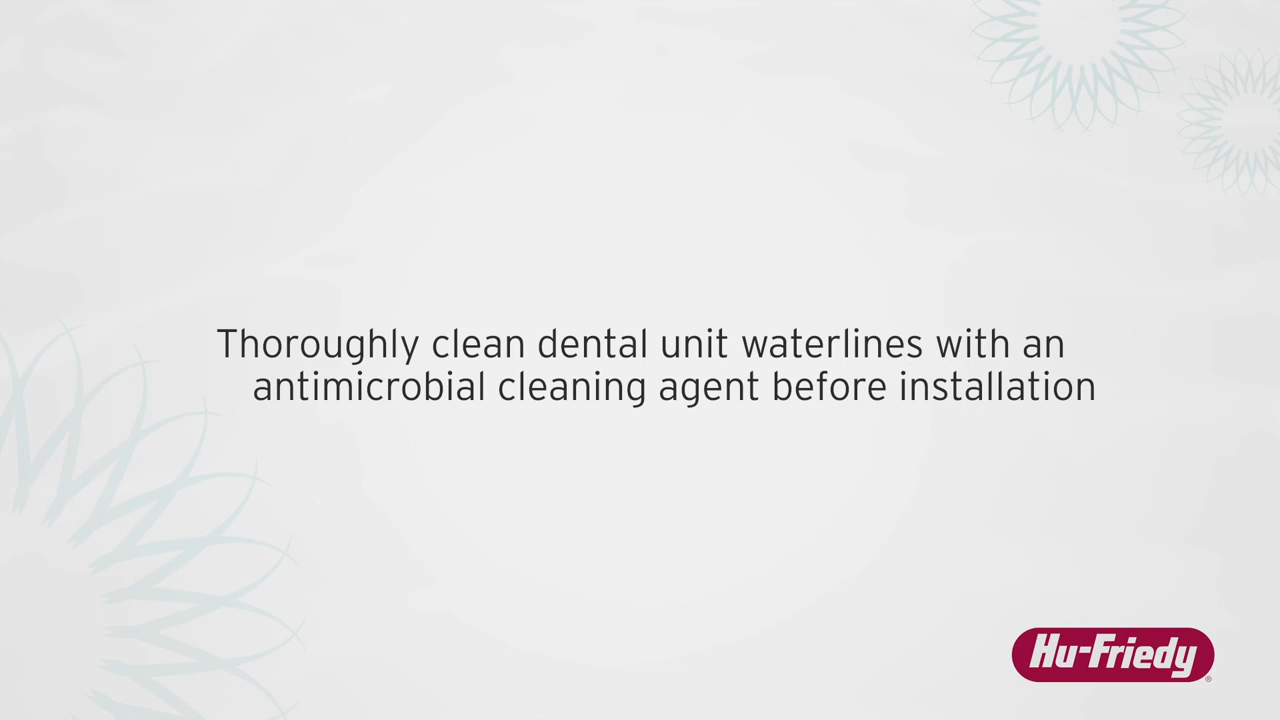 Thoroughly clean dental unit waterlines with an
antimicrobial cleaning agent before installation
Hu-Friedy®